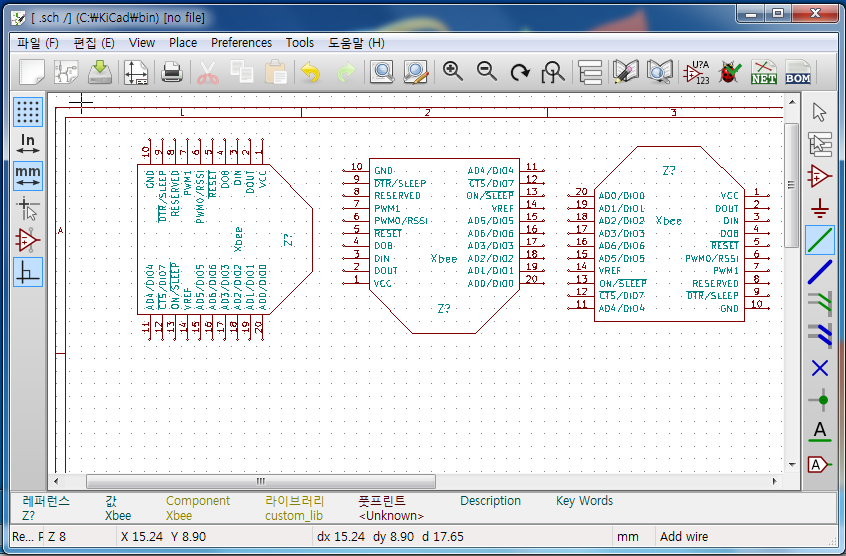 [ .sch /] (C:\KiCad\bin) [no file]
파일 (F) 편집 (E) View Place Preferences Tools 도움말 (H)
U?A
123
NET
BOM
In
mm
1 2 3
A
10 9 8 7 6 5 4 3 2 1
GND DTR/SLEEP RESERVED PWM1 PWMO/RSSI RESET DOB DIN DOUT VCC
Xbee
Z?
AD4/DIO4 CTS/DIO7 ON/SLEEP VREF AD5/DIO5 AD6/DIO6 AD3/DIO3 AD2/DIO2 AD1/DIO1 AD0/DIO0
11 12 13 14 15 16 17 18 19 20
10 GND AD4/DIO4 11
9 DTR/SLEEP CTS/DIO7 12
8 RESERVED ON/SLEEP 13
7 PWM1 VREF 14
6 PWMO/RSSI AD5/DIO5 15
5 RESET AD6/DIO6 16
4 DOB AD3/DIO3 17
3 DIN Xbee AD2/DIO2 18
2 DOUT AD1/DIO1 19
1 VCC AD0/DIO0 20
Z?
Z?
20 AD0/DIO0 VCC 1
19 AD1/DIO1 DOUT 2
18 AD2/DIO2 Xbee DIN 3
17 AD3/DIO3 DOB 4
16 AD6/DIO6 RESET 5
15 AD5/DIO5 PWMO/RSSI 6
14 VREF PWM1 7
13 ON/SLEEP RESERVED 8
12 CTS/DIO7 DTR/SLEEP 9
11 AD4/DIO4 GND 10
A
A
레퍼런스 값 Component 라이브러리 풋프린트 Description Key Words
Z? Xbee Xbee custom_lib <Unknown>
Re... F Z 8 X 15.24 Y 8.90 dx 15.24 dy 8.90 d 17.65 mm Add wire